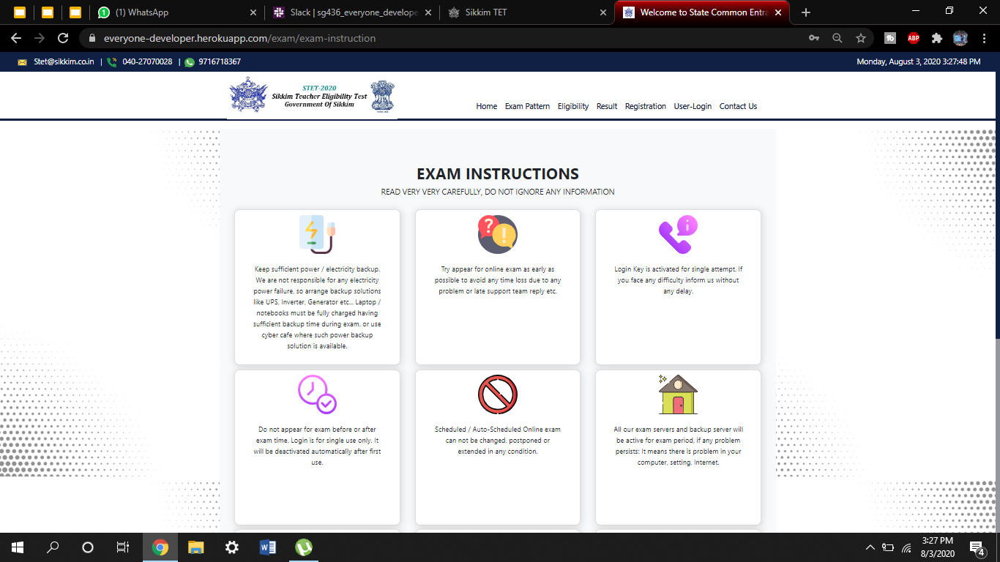 (1) WhatsApp
Slack | sg436_everyone_develope
Sikkim TET
Welcome to State Common Entra
everyone-developer.herokuapp.com/exam/exam-instruction
ABP
Stet@sikkim.co.in | 040-27070028 | 9716718367
Monday, August 3, 2020 3:27:48 PM
STET-2020
Sikkim Teacher Eligibility Test
Government Of Sikkim
Home Exam Pattern Eligibility Result Registration User-Login Contact Us
EXAM INSTRUCTIONS
READ VERY VERY CAREFULLY, DO NOT IGNORE ANY INFORMATION
Keep sufficient power / electricity backup.
We are not responsible for any electricity
power failure, so arrange backup solutions
like UPS, Inverter, Generator etc... Laptop /
notebooks must be fully charged having
sufficient backup time during exam. or use
cyber cafe where such power backup
solution is available.
Try appear for online exam as early as
possible to avoid any time loss due to any
problem or late support team reply etc.
Login Key is activated for single attempt. If
you face any difficulty inform us without
any delay.
Do not appear for exam before or after
exam time. Login is for single use only. It
will be deactivated automatically after first
use.
Scheduled / Auto-Scheduled Online exam
can not be changed, postponed or
extended in any condition.
All our exam servers and backup server will
be active for exam period, if any problem
persists: It means there is problem in your
computer, setting, Internet.
3:27 PM
8/3/2020
4